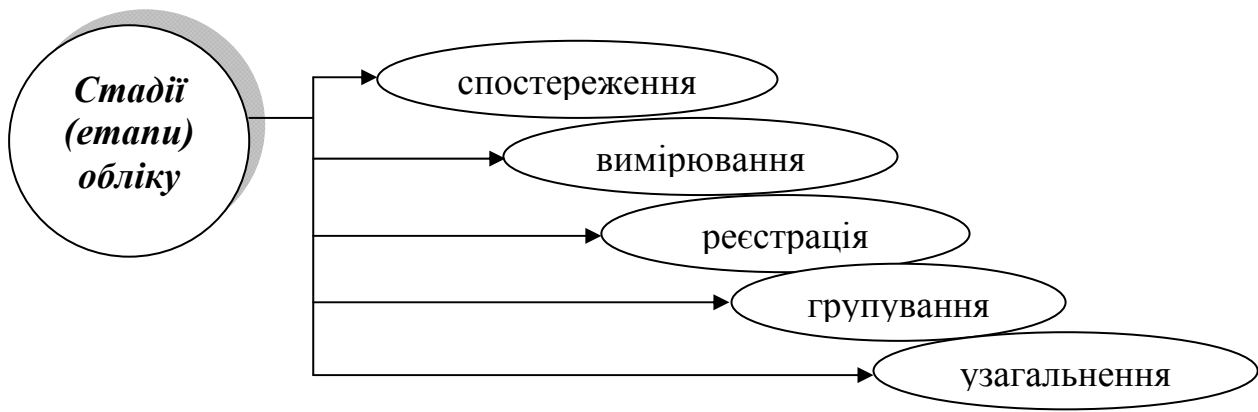 Стадії
(етапи)
обліку
спостереження
вимірювання
реєстрація
групування
узагальнення